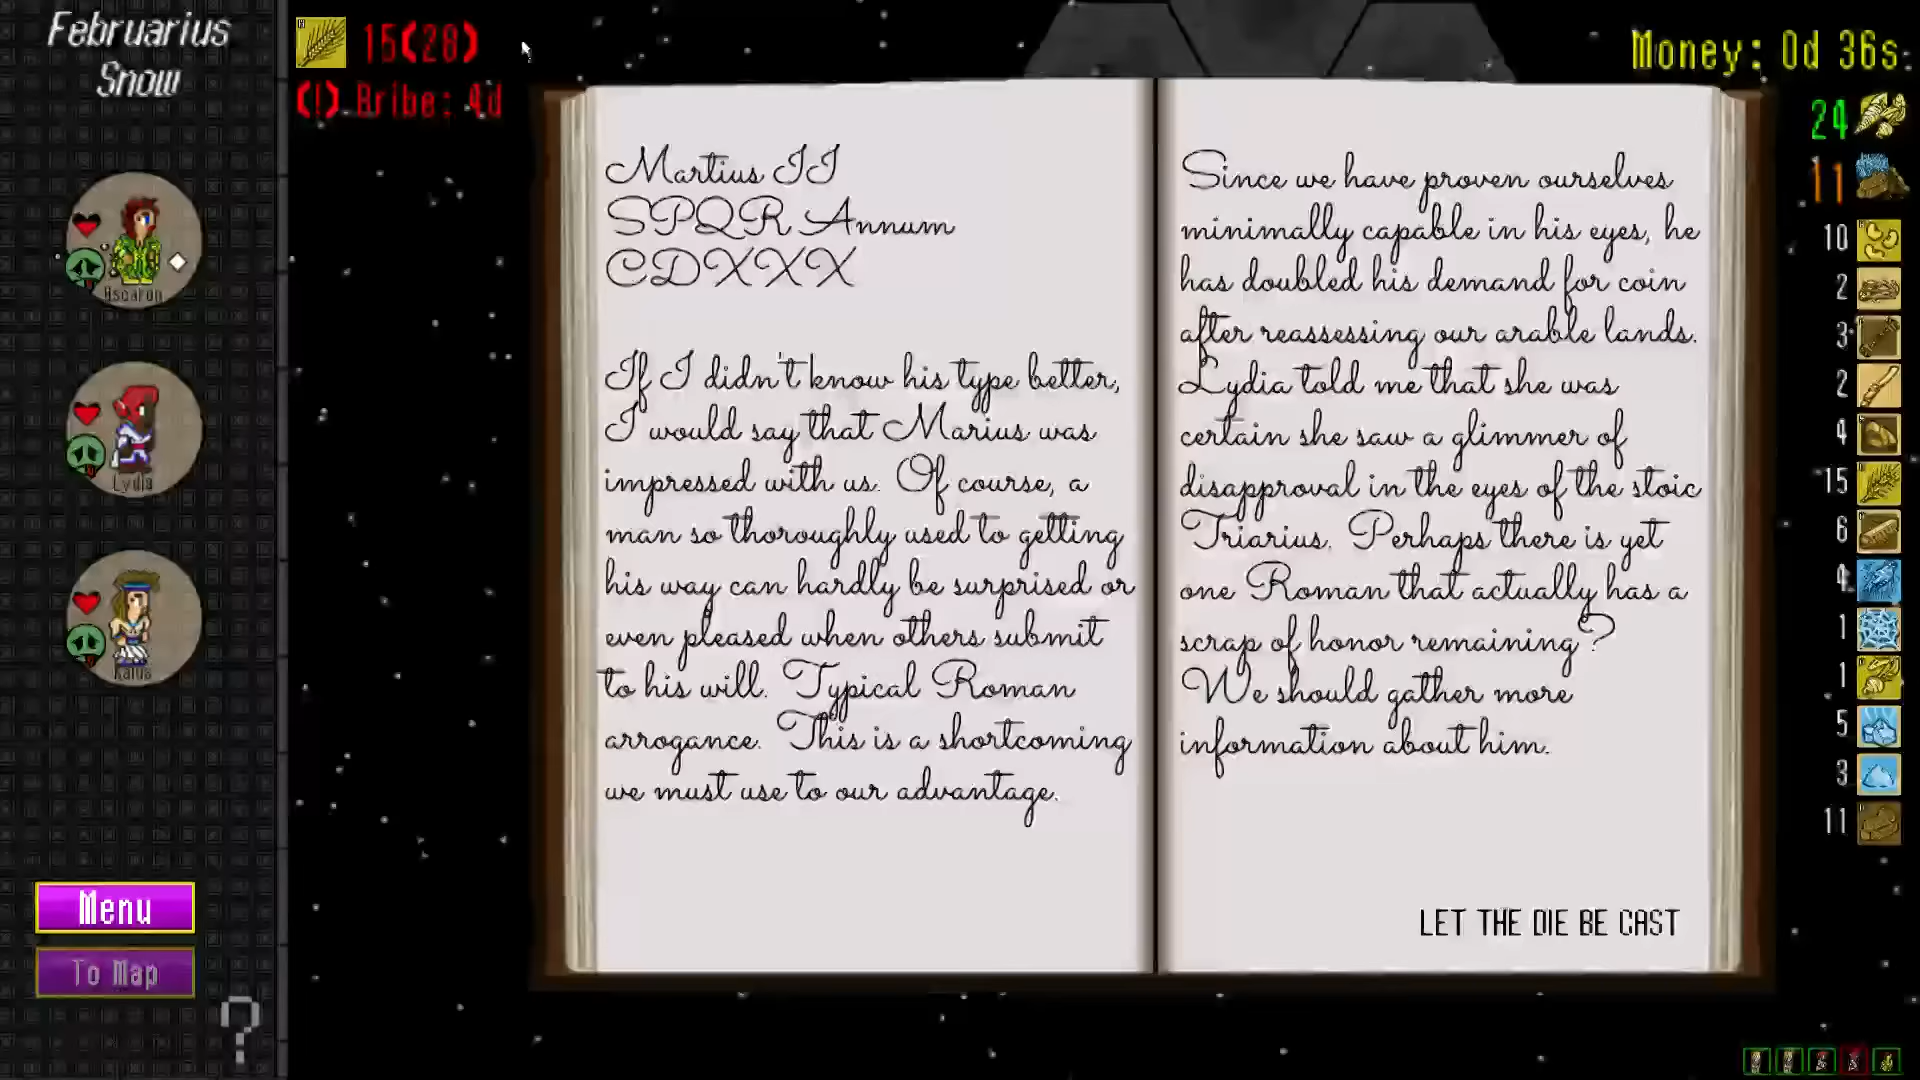 Februarius
Snow
15(28)
(!) Bribe: 4d
Money: 0d 36s
24
11
10
2
3
2
4
15
6
4
1
1
5
3
11
Ascaron
Lydia
Kalus
Menu
To Map
?
Martius II
SPQR Annum
CDXXX
If I didn't know his type better,
I would say that Marius was
impressed with us. Of course, a
man so thoroughly used to getting
his way can hardly be surprised or
even pleased when others submit
to his will. Typical Roman
arrogance. This is a shortcoming
we must use to our advantage.
Since we have proven ourselves
minimally capable in his eyes, he
has doubled his demand for coin
after reassessing our arable lands.
Lydia told me that she was
certain she saw a glimmer of
disapproval in the eyes of the stoic
Triarius. Perhaps there is yet
one Roman that actually has a
scrap of honor remaining?
We should gather more
information about him.
LET THE DIE BE CAST